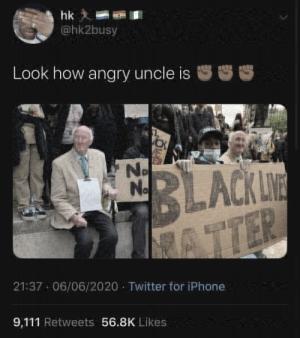 hk
@hk2busy
Look how angry uncle is ✊🏾✊🏾✊🏾
No
No
BLACK LIVES
MATTER
21:37 · 06/06/2020 · Twitter for iPhone
9,111 Retweets 56.8K Likes